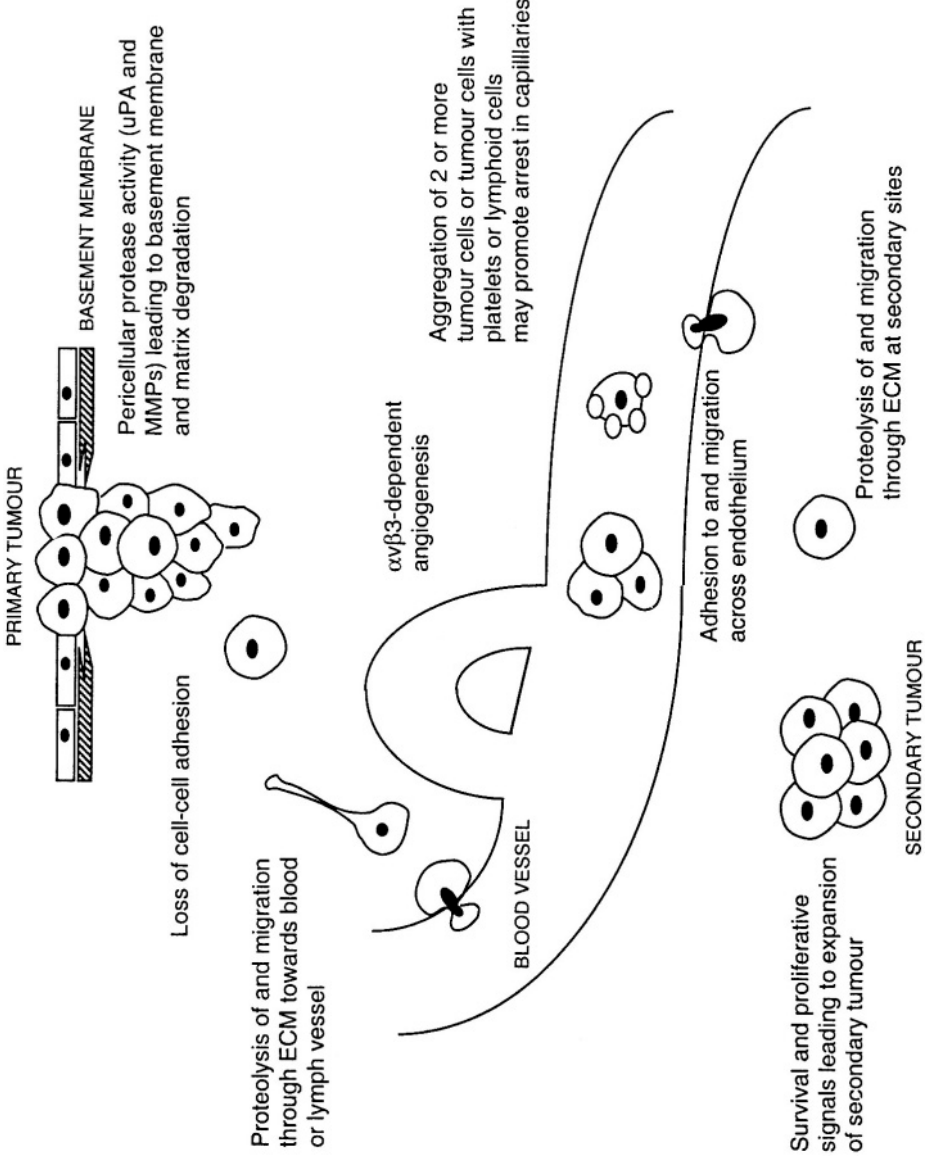 PRIMARY TUMOUR
BASEMENT MEMBRANE
Pericellular protease activity (uPA and
MMPs) leading to basement membrane
and matrix degradation
Loss of cell-cell adhesion
Proteolysis of and migration
through ECM towards blood
or lymph vessel
αvβ3-dependent
angiogenesis
Aggregation of 2 or more
tumour cells or tumour cells with
platelets or lymphoid cells
may promote arrest in capilllaries
BLOOD VESSEL
Adhesion to and migration
across endothelium
Proteolysis of and migration
through ECM at secondary sites
Survival and proliferative
signals leading to expansion
of secondary tumour
SECONDARY TUMOUR